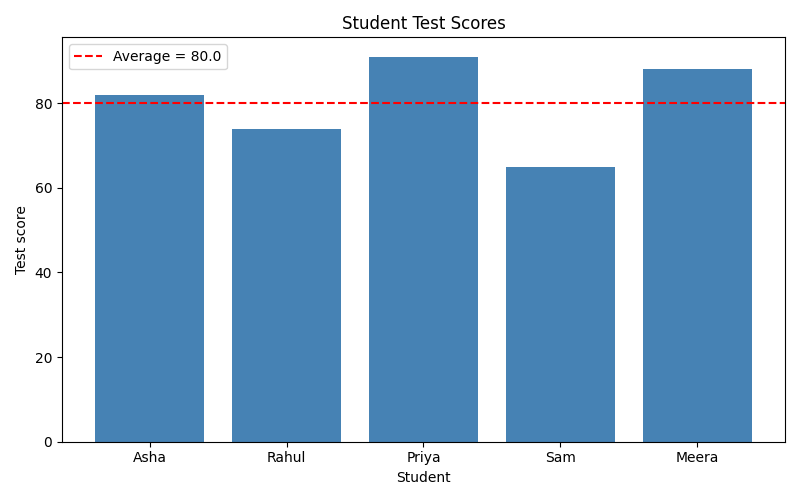 Student Test Scores
Average = 80.0
Test score
80
60
40
20
0
Asha Rahul Priya Sam Meera
Student